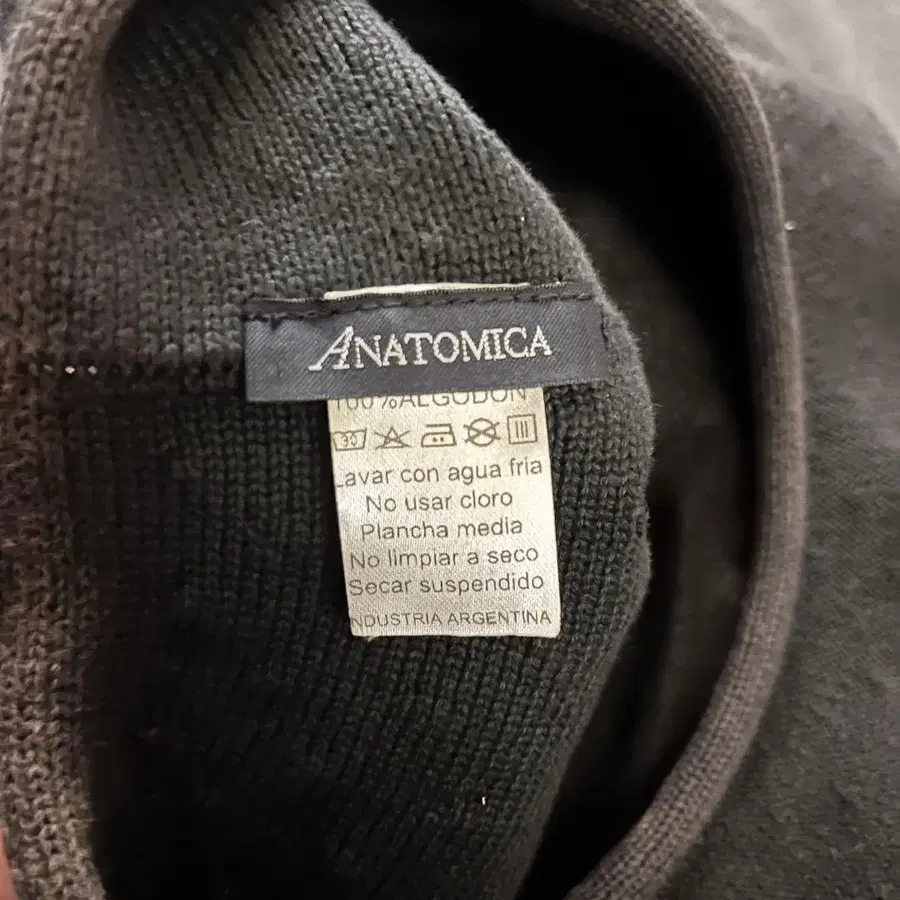 ANATOMICA
100%ALGODON
30
Lavar con agua fria
No usar cloro
Plancha media
No limpiar a seco
Secar suspendido
INDUSTRIA ARGENTINA